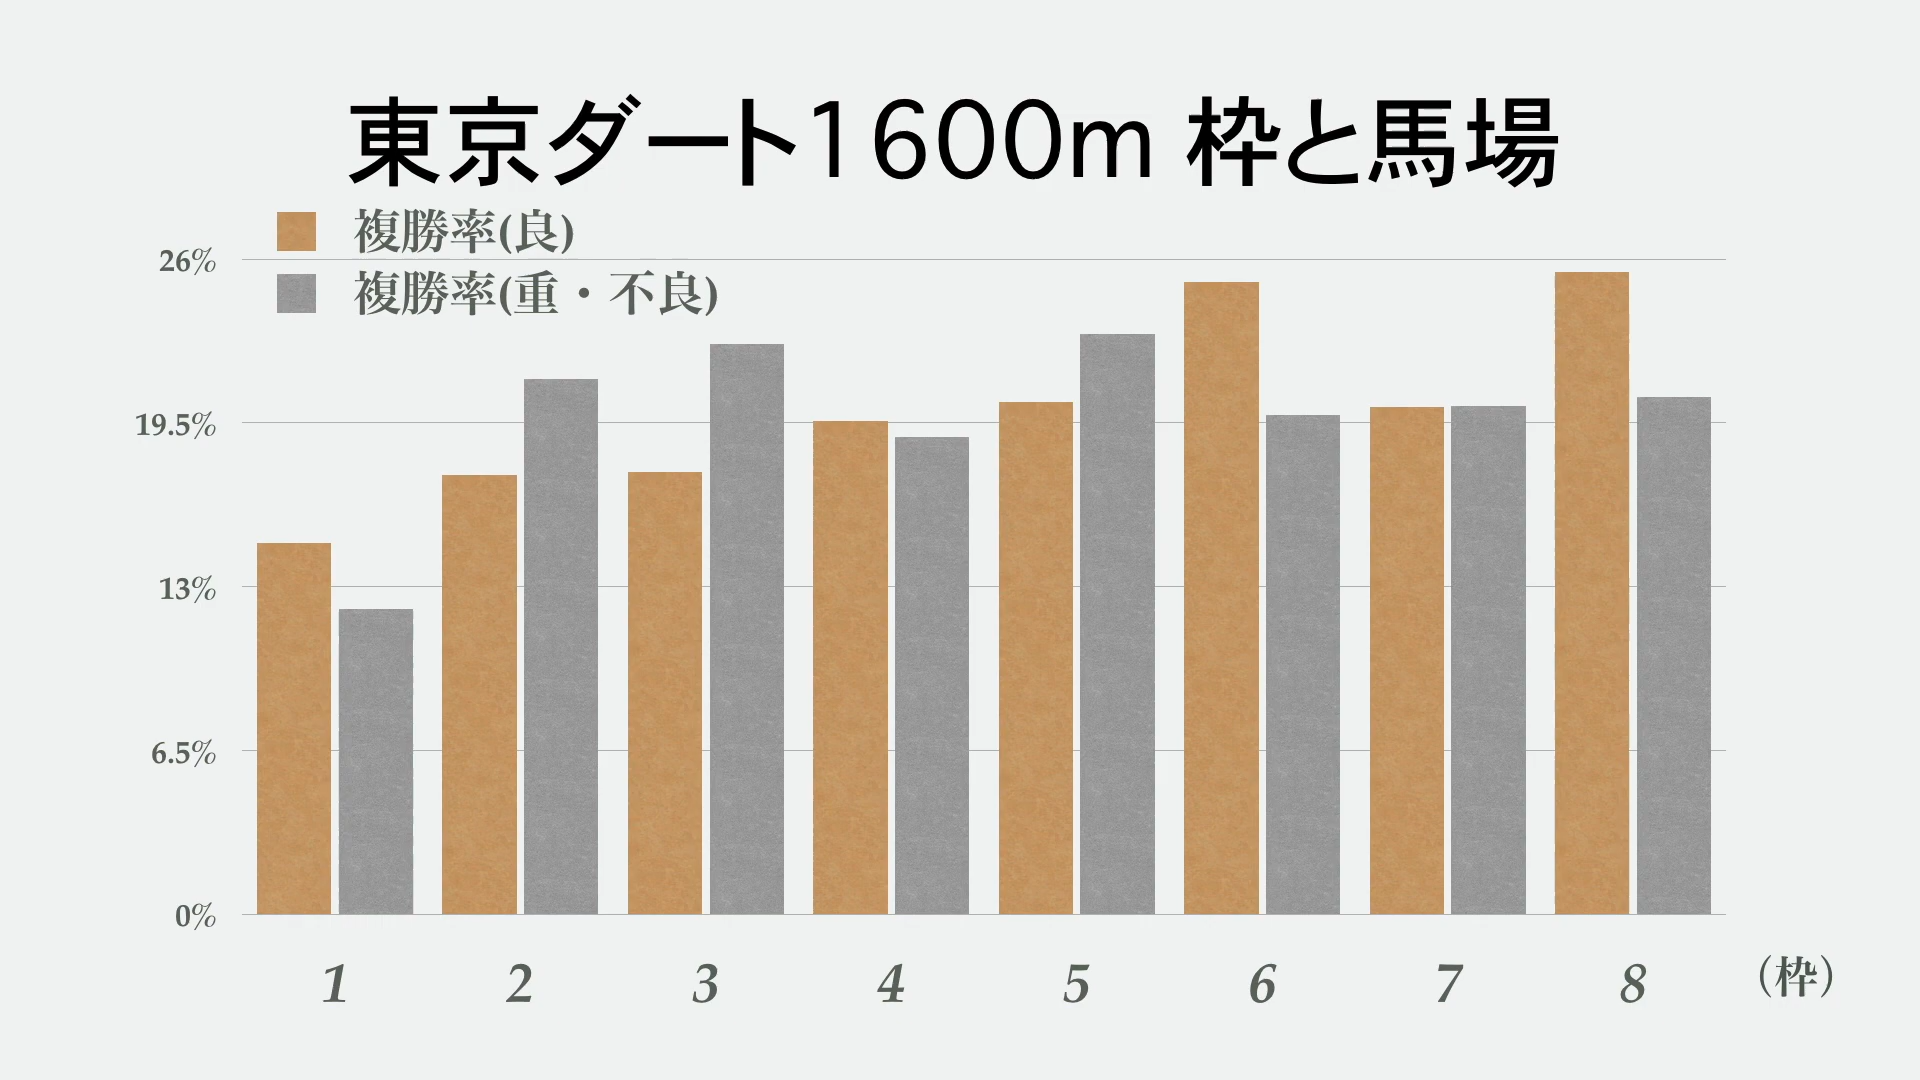 東京ダート1600m 枠と馬場
複勝率(良)
複勝率(重・不良)
26%
19.5%
13%
6.5%
0%
1 2 3 4 5 6 7 8 (枠)